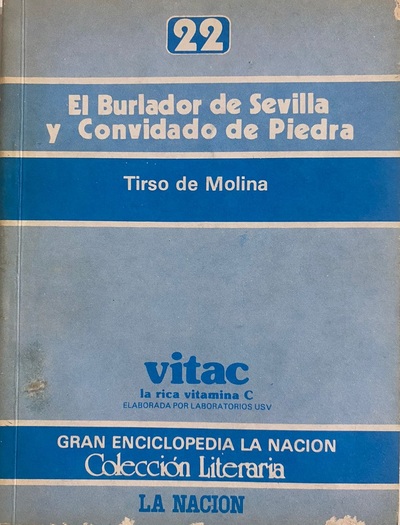 22
El Burlador de Sevilla
y Convidado de Piedra
Tirso de Molina
vitac
la rica vitamina C
ELABORADA POR LABORATORIOS USV
GRAN ENCICLOPEDIA LA NACION
Colección Literaria
LA NACION